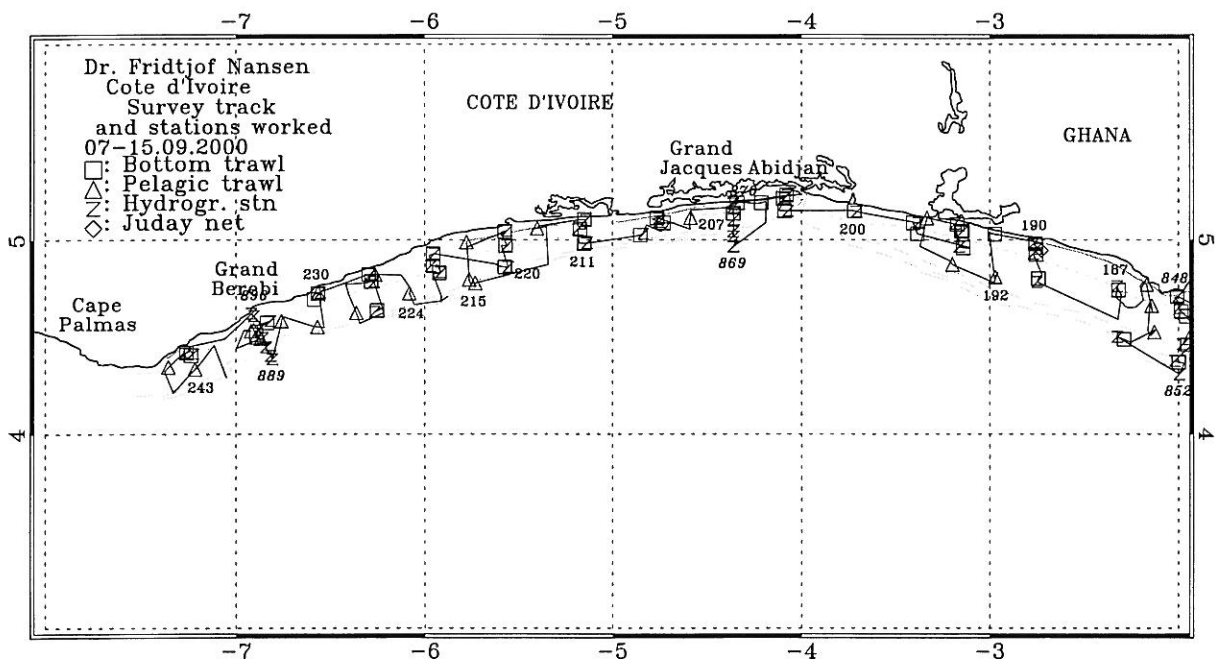 -7 -6 -5 -4 -3
Dr. Fridtjof Nansen
Cote d'Ivoire
Survey track
and stations worked
07-15.09.2000
□: Bottom trawl
△: Pelagic trawl
Z: Hydrogr. stn
◇: Juday net
COTE D'IVOIRE
GHANA
Grand
Jacques Abidjan
207
200
190
5
5
869
211
220
187
848
Grand
Berebi
230
192
215
224
Cape
Palmas
889
243
852
4
4
-7 -6 -5 -4 -3